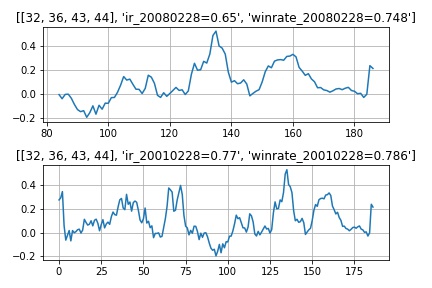 [[32, 36, 43, 44], 'ir_20080228=0.65', 'winrate_20080228=0.748']
0.4
0.2
0.0
−0.2
80 100 120 140 160 180
[[32, 36, 43, 44], 'ir_20010228=0.77', 'winrate_20010228=0.786']
0.4
0.2
0.0
−0.2
0 25 50 75 100 125 150 175